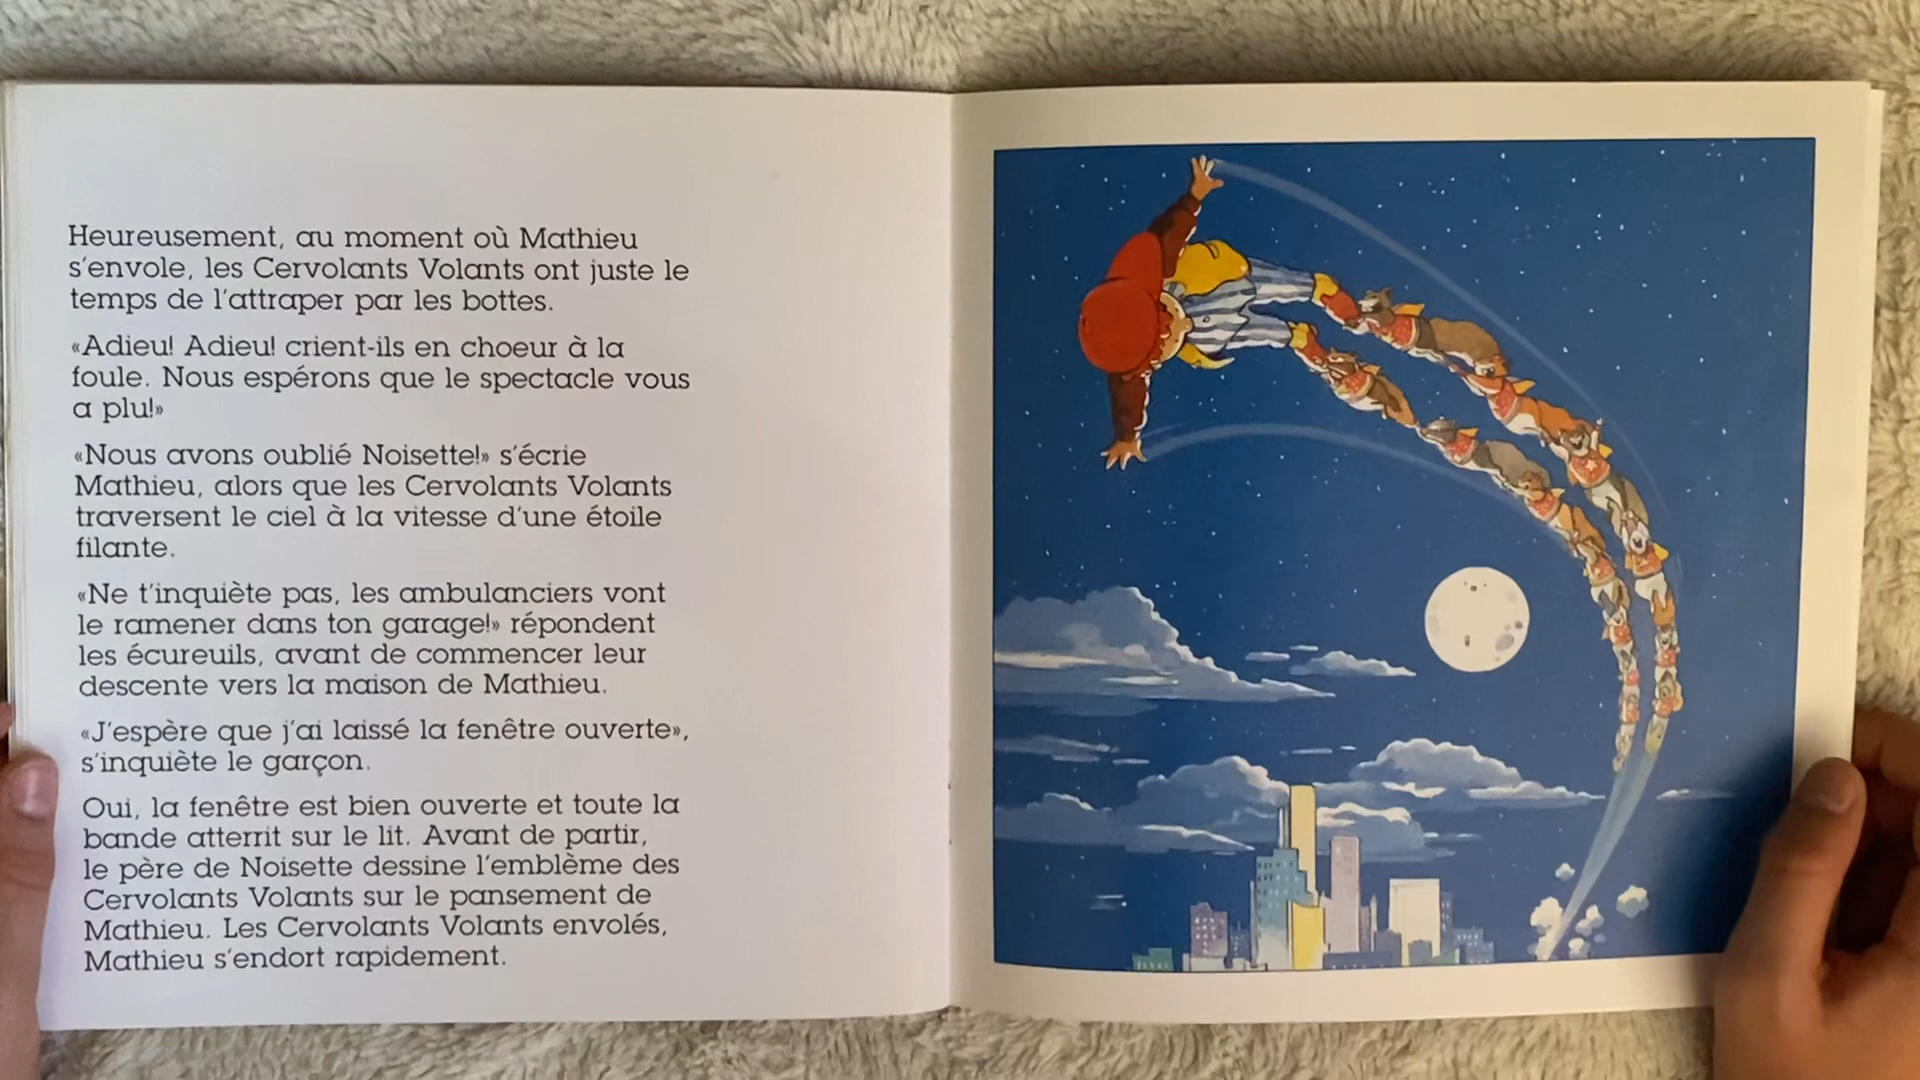 Heureusement, au moment où Mathieu
s'envole, les Cervolants Volants ont juste le
temps de l'attraper par les bottes.
«Adieu! Adieu! crient-ils en choeur à la
foule. Nous espérons que le spectacle vous
a plu!»
«Nous avons oublié Noisette!» s'écrie
Mathieu, alors que les Cervolants Volants
traversent le ciel à la vitesse d'une étoile
filante.
«Ne t'inquiète pas, les ambulanciers vont
le ramener dans ton garage!» répondent
les écureuils, avant de commencer leur
descente vers la maison de Mathieu.
«J'espère que j'ai laissé la fenêtre ouverte»,
s'inquiète le garçon.
Oui, la fenêtre est bien ouverte et toute la
bande atterrit sur le lit. Avant de partir,
le père de Noisette dessine l'emblème des
Cervolants Volants sur le pansement de
Mathieu. Les Cervolants Volants envolés,
Mathieu s'endort rapidement.